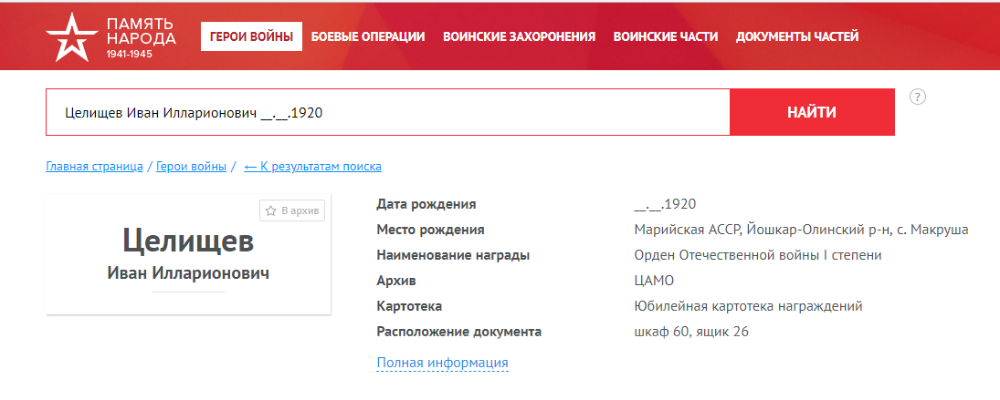 ПАМЯТЬ
НАРОДА
1941-1945
ГЕРОИ ВОЙНЫ БОЕВЫЕ ОПЕРАЦИИ ВОИНСКИЕ ЗАХОРОНЕНИЯ ВОИНСКИЕ ЧАСТИ ДОКУМЕНТЫ ЧАСТЕЙ
Целищев Иван Илларионович __.__.1920 НАЙТИ ?
Главная страница / Герои войны / ← К результатам поиска
В архив
Целищев
Иван Илларионович
Дата рождения __.__.1920
Место рождения Марийская АССР, Йошкар-Олинский р-н, с. Макруша
Наименование награды Орден Отечественной войны I степени
Архив ЦАМО
Картотека Юбилейная картотека награждений
Расположение документа шкаф 60, ящик 26
Полная информация